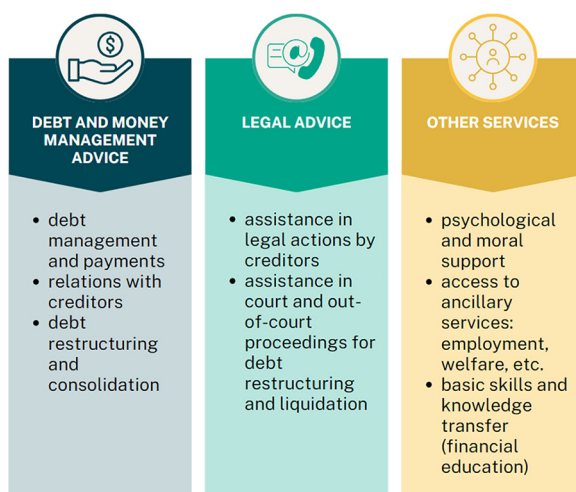 DEBT AND MONEY
MANAGEMENT
ADVICE
• debt
management
and payments
• relations with
creditors
• debt
restructuring
and
consolidation
LEGAL ADVICE
• assistance in
legal actions by
creditors
• assistance in
court and out-
of-court
proceedings for
debt
restructuring
and liquidation
OTHER SERVICES
• psychological
and moral
support
• access to
ancillary
services:
employment,
welfare, etc.
• basic skills and
knowledge
transfer
(financial
education)